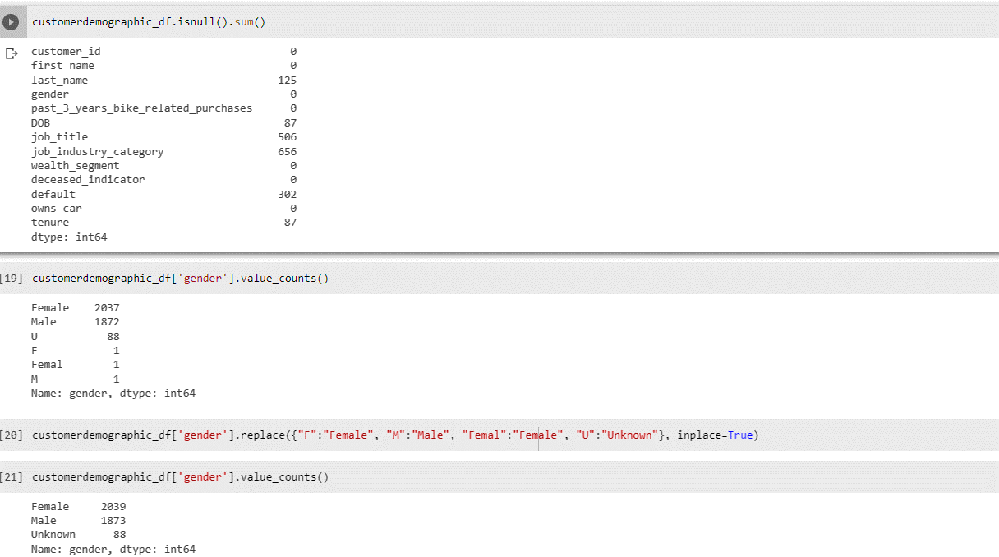 customerdemographic_df.isnull().sum()
customer_id 0
first_name 0
last_name 125
gender 0
past_3_years_bike_related_purchases 0
DOB 87
job_title 506
job_industry_category 656
wealth_segment 0
deceased_indicator 0
default 302
owns_car 0
tenure 87
dtype: int64
[19] customerdemographic_df['gender'].value_counts()
Female 2037
Male 1872
U 88
F 1
Femal 1
M 1
Name: gender, dtype: int64
[20] customerdemographic_df['gender'].replace({"F":"Female", "M":"Male", "Femal":"Female", "U":"Unknown"}, inplace=True)
[21] customerdemographic_df['gender'].value_counts()
Female 2039
Male 1873
Unknown 88
Name: gender, dtype: int64